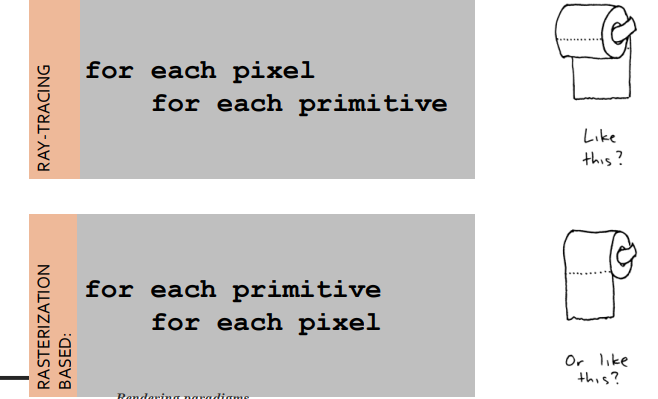 RAY-TRACING
for each pixel
for each primitive
Like
this?
RASTERIZATION
BASED:
for each primitive
for each pixel
Or like
this?
Rendering paradigms